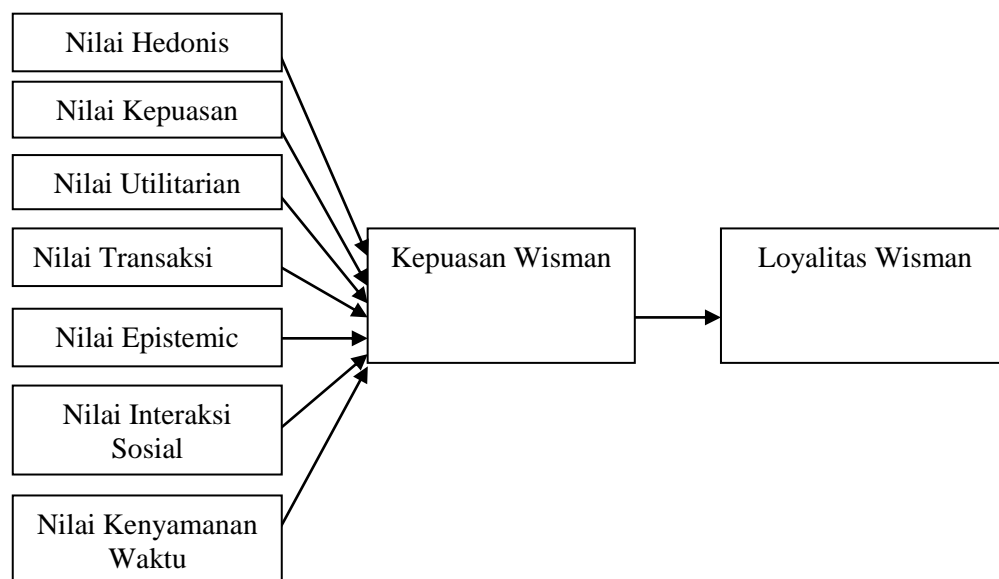 Nilai Hedonis
Nilai Kepuasan
Nilai Utilitarian
Nilai Transaksi
Nilai Epistemic
Nilai Interaksi
Sosial
Nilai Kenyamanan
Waktu
Kepuasan Wisman
Loyalitas Wisman